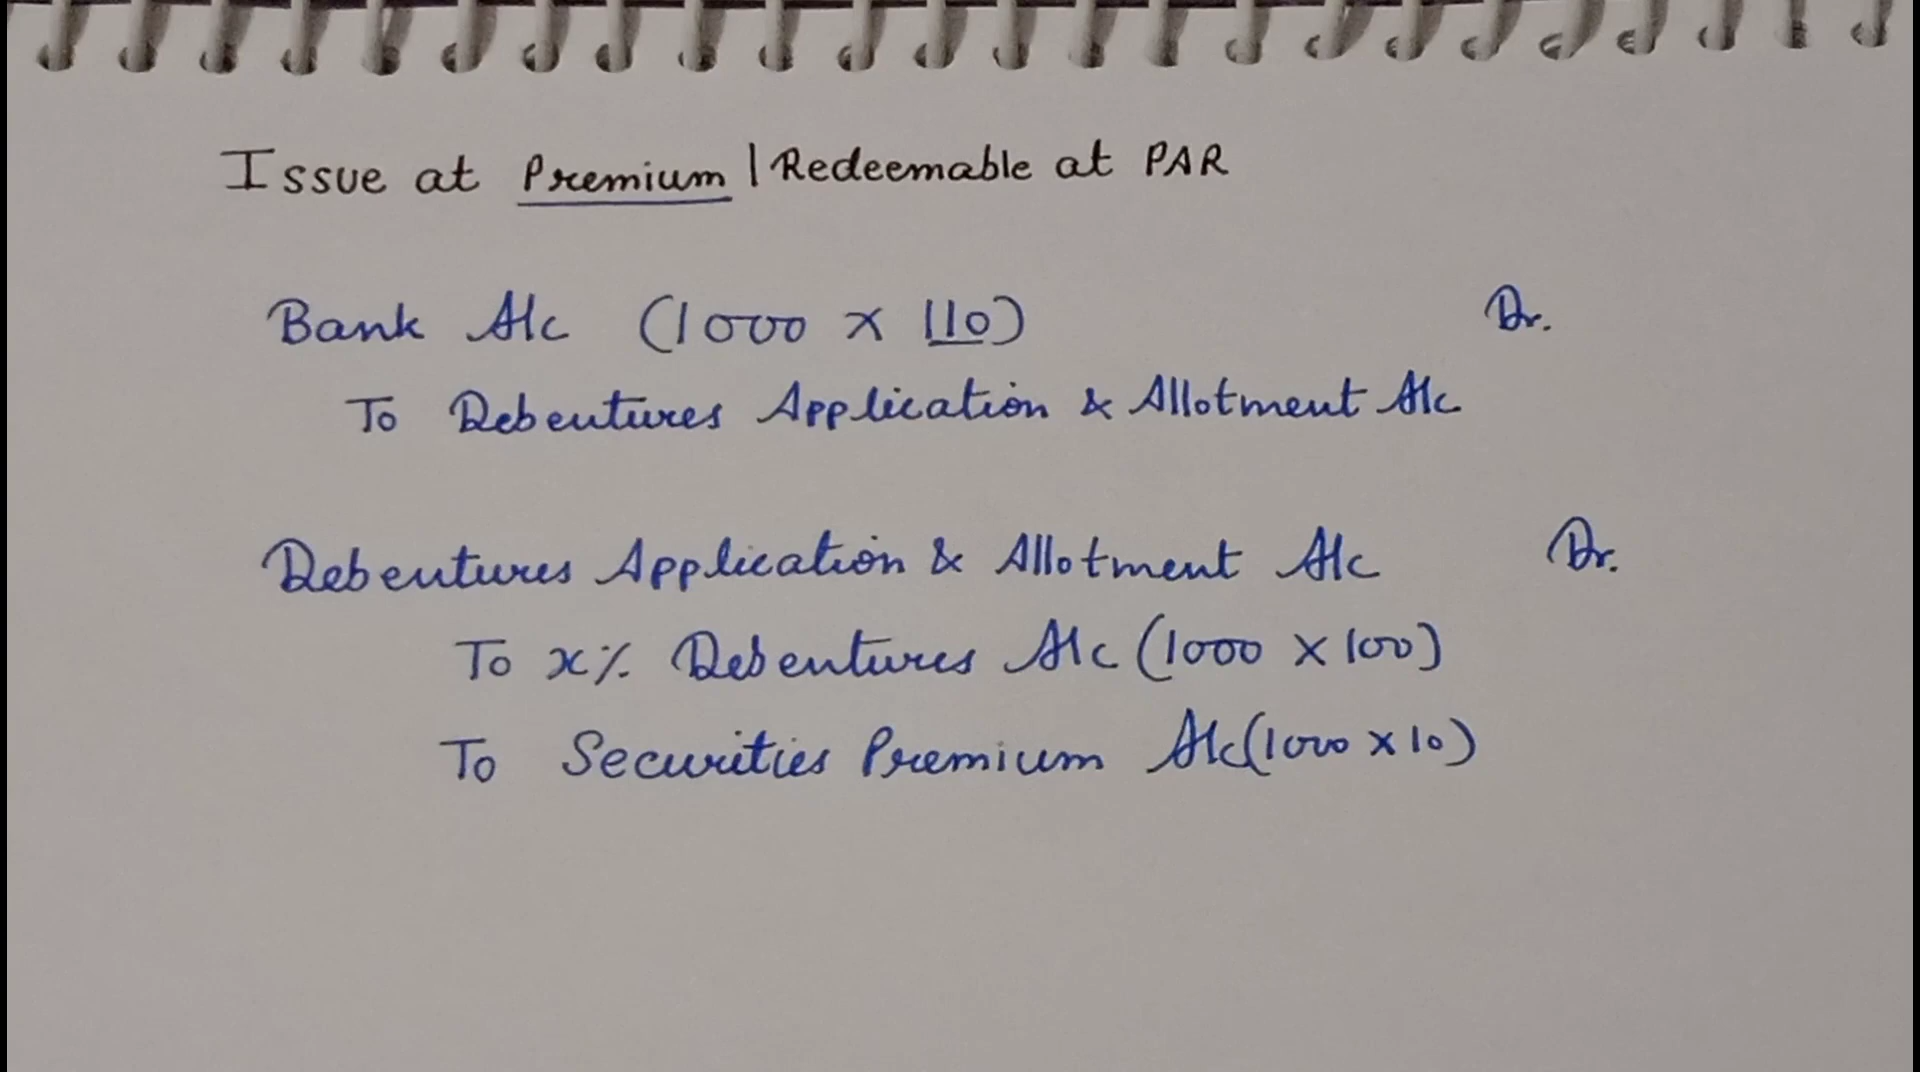 Issue at Premium | Redeemable at PAR
Bank A/c (1000 x 110) Dr.
To Debentures Application & Allotment A/c
Debentures Application & Allotment A/c Dr.
To x% Debentures A/c (1000 x 100)
To Securities Premium A/c (1000 x 10)